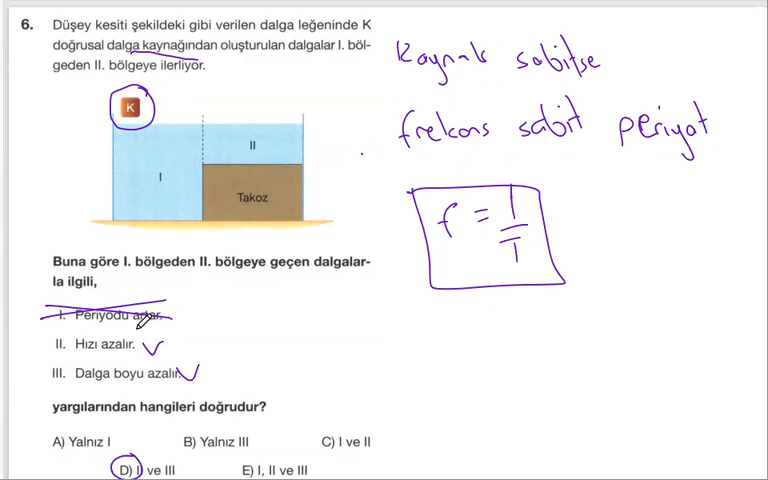 6. Düşey kesiti şekildeki gibi verilen dalga leğeninde K
doğrusal dalga kaynağından oluşturulan dalgalar I. böl-
geden II. bölgeye ilerliyor.
K
I
II
Takoz
Buna göre I. bölgeden II. bölgeye geçen dalgalar-
la ilgili,
I. Periyodu artar.
II. Hızı azalır.
III. Dalga boyu azalır.
yargılarından hangileri doğrudur?
A) Yalnız I B) Yalnız III C) I ve II
D) II ve III E) I, II ve III
Kaynak sabitse
frekans sabit periyot
f = 1/T